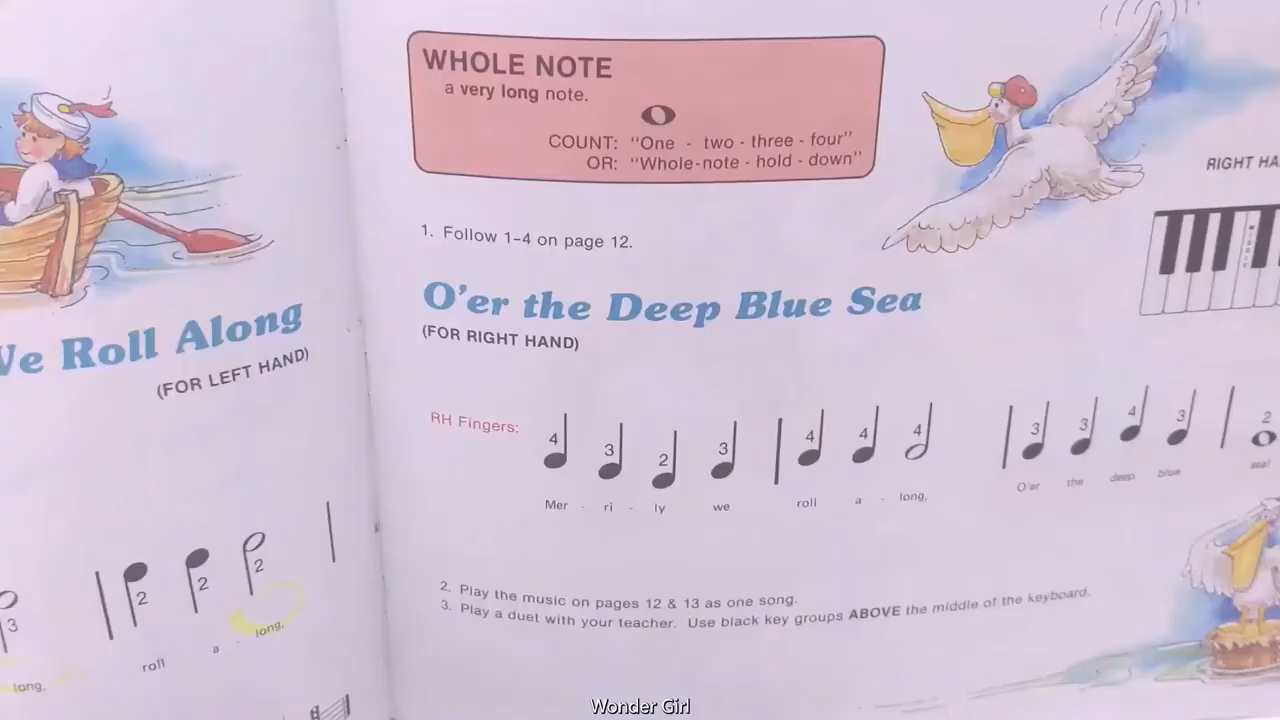 We Roll Along
(FOR LEFT HAND)
3
2
2
2
long,
roll a - long,
WHOLE NOTE
a very long note.
COUNT: “One - two - three - four”
OR: “Whole-note - hold - down”
1. Follow 1-4 on page 12.
O’er the Deep Blue Sea
(FOR RIGHT HAND)
RIGHT HA
MIDDLE
RH Fingers:
4 3 2 3 4 4 4 3 3 4 3 2
Mer - ri - ly we roll a - long, O’er the deep blue sea!
2. Play the music on pages 12 & 13 as one song.
3. Play a duet with your teacher. Use black key groups ABOVE the middle of the keyboard.
Wonder Girl